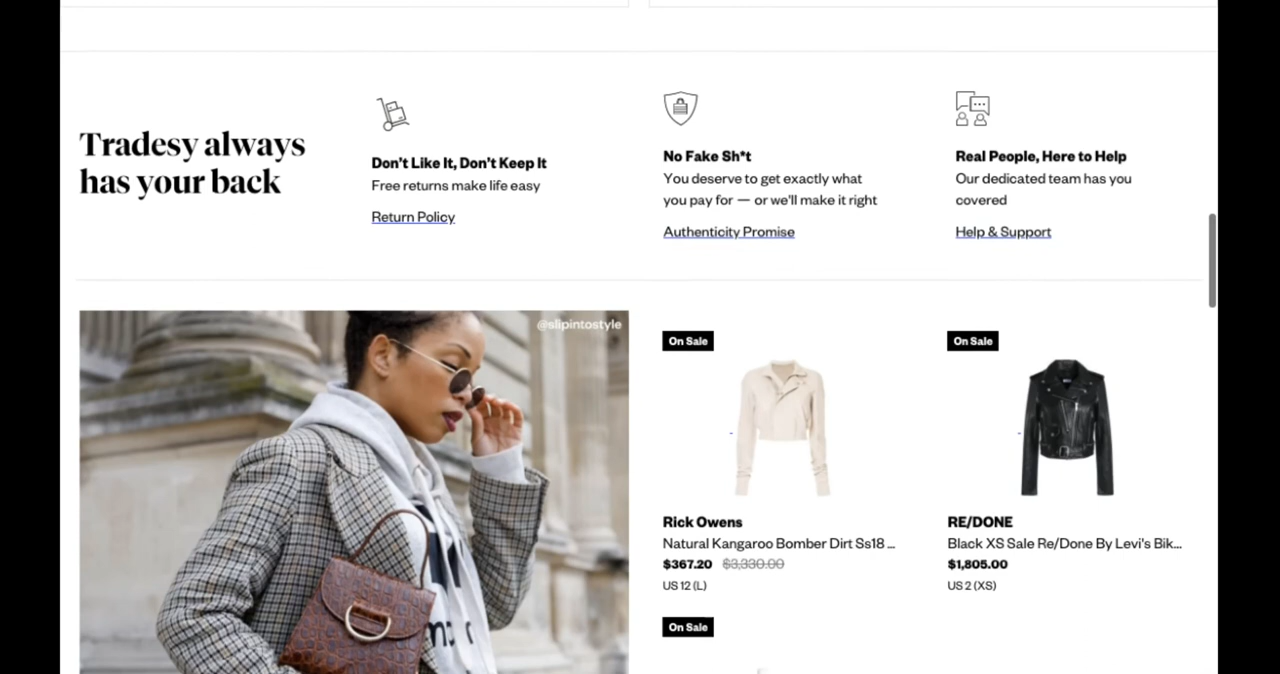 Tradesy always
has your back
Don't Like It, Don't Keep It
Free returns make life easy
Return Policy
No Fake Sh*t
You deserve to get exactly what
you pay for — or we'll make it right
Authenticity Promise
Real People, Here to Help
Our dedicated team has you
covered
Help & Support
@slipintostyle
On Sale
Rick Owens
Natural Kangaroo Bomber Dirt Ss18 ...
$367.20 $3,330.00
US 12 (L)
On Sale
RE/DONE
Black XS Sale Re/Done By Levi's Bik...
$1,805.00
US 2 (XS)
On Sale